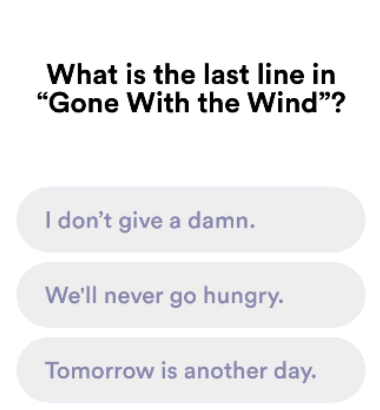 What is the last line in
“Gone With the Wind”?
I don’t give a damn.
We'll never go hungry.
Tomorrow is another day.